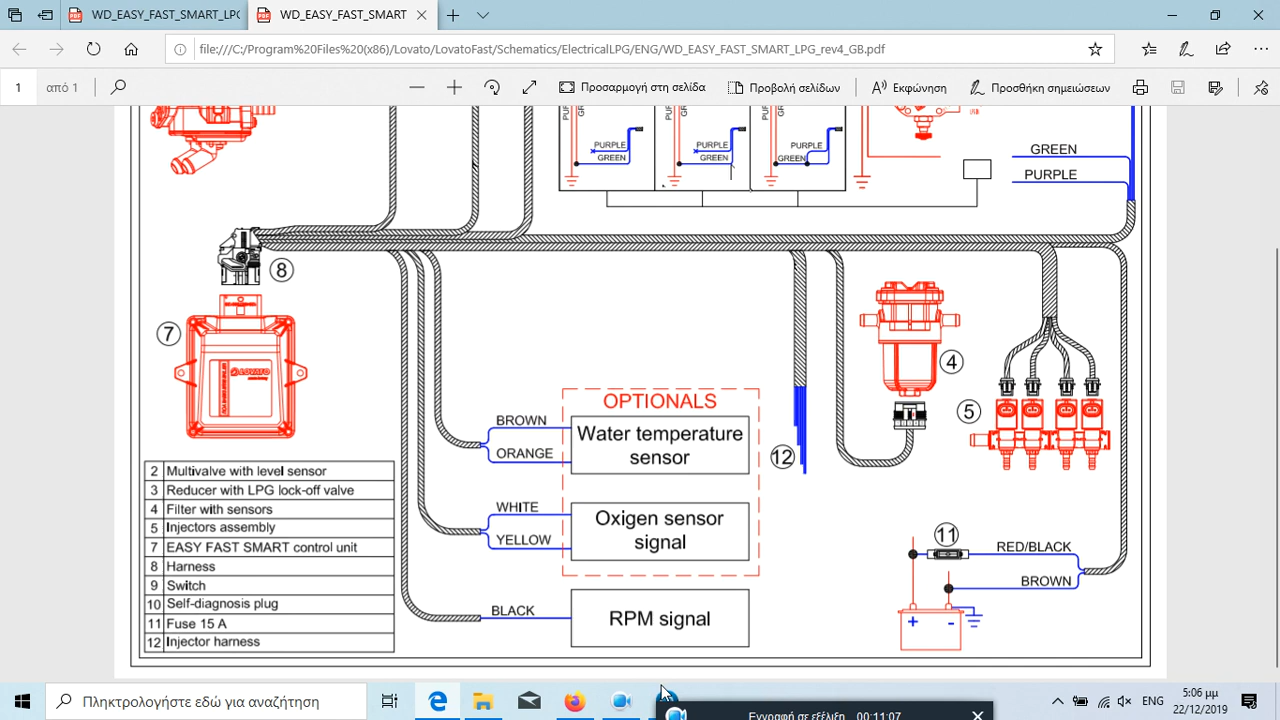 WD_EASY_FAST_SMART_LPG
WD_EASY_FAST_SMART
file:///C:/Program%20Files%20(x86)/Lovato/LovatoFast/Schematics/ElectricalLPG/ENG/WD_EASY_FAST_SMART_LPG_rev4_GB.pdf
1 από 1
Προσαρμογή στη σελίδα
Προβολή σελίδων
Εκφώνηση
Προσθήκη σημειώσεων
PURPLE
GREEN
PURPLE
GREEN
PURPLE
GREEN
GREEN
PURPLE
8
7
LOVATO
4
5
OPTIONALS
BROWN
ORANGE
Water temperature
sensor
12
WHITE
YELLOW
Oxigen sensor
signal
11
RED/BLACK
BROWN
BLACK
RPM signal
+ -
2 Multivalve with level sensor
3 Reducer with LPG lock-off valve
4 Filter with sensors
5 Injectors assembly
7 EASY FAST SMART control unit
8 Harness
9 Switch
10 Self-diagnosis plug
11 Fuse 15 A
12 Injector harness
Πληκτρολογήστε εδώ για αναζήτηση
Εγγραφή σε εξέλιξη 00:11:07
5:06 μμ
22/12/2019